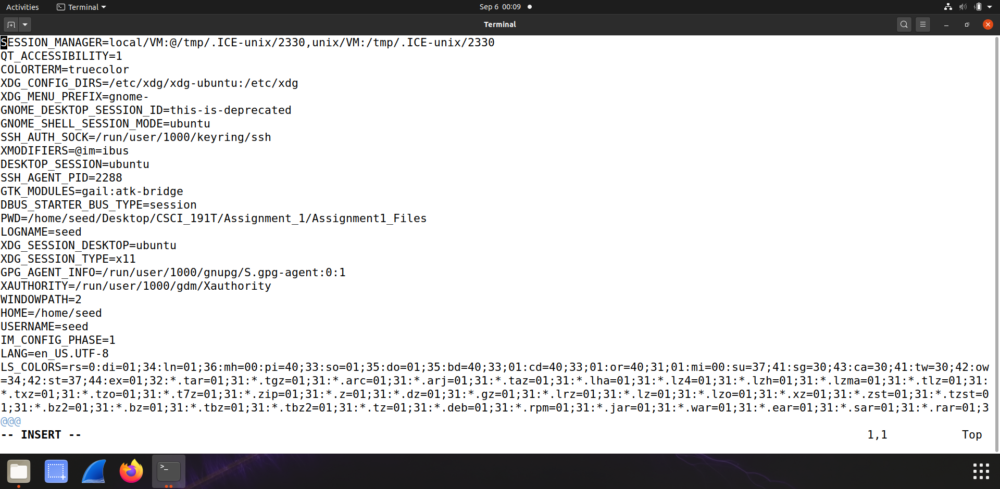 Activities
Terminal
Sep 6 00:09
Terminal
SESSION_MANAGER=local/VM:@/tmp/.ICE-unix/2330,unix/VM:/tmp/.ICE-unix/2330
QT_ACCESSIBILITY=1
COLORTERM=truecolor
XDG_CONFIG_DIRS=/etc/xdg/xdg-ubuntu:/etc/xdg
XDG_MENU_PREFIX=gnome-
GNOME_DESKTOP_SESSION_ID=this-is-deprecated
GNOME_SHELL_SESSION_MODE=ubuntu
SSH_AUTH_SOCK=/run/user/1000/keyring/ssh
XMODIFIERS=@im=ibus
DESKTOP_SESSION=ubuntu
SSH_AGENT_PID=2288
GTK_MODULES=gail:atk-bridge
DBUS_STARTER_BUS_TYPE=session
PWD=/home/seed/Desktop/CSCI_191T/Assignment_1/Assignment1_Files
LOGNAME=seed
XDG_SESSION_DESKTOP=ubuntu
XDG_SESSION_TYPE=x11
GPG_AGENT_INFO=/run/user/1000/gnupg/S.gpg-agent:0:1
XAUTHORITY=/run/user/1000/gdm/Xauthority
WINDOWPATH=2
HOME=/home/seed
USERNAME=seed
IM_CONFIG_PHASE=1
LANG=en_US.UTF-8
LS_COLORS=rs=0:di=01;34:ln=01;36:mh=00:pi=40;33:so=01;35:do=01;35:bd=40;33;01:cd=40;33;01:or=40;31;01:mi=00:su=37;41:sg=30;43:ca=30;41:tw=30;42:ow
=34;42:st=37;44:ex=01;32:*.tar=01;31:*.tgz=01;31:*.arc=01;31:*.arj=01;31:*.taz=01;31:*.lha=01;31:*.lz4=01;31:*.lzh=01;31:*.lzma=01;31:*.tlz=01;31:
*.txz=01;31:*.tzo=01;31:*.t7z=01;31:*.zip=01;31:*.z=01;31:*.dz=01;31:*.gz=01;31:*.lrz=01;31:*.lz=01;31:*.lzo=01;31:*.xz=01;31:*.zst=01;31:*.tzst=0
1;31:*.bz2=01;31:*.bz=01;31:*.tbz=01;31:*.tbz2=01;31:*.tz=01;31:*.deb=01;31:*.rpm=01;31:*.jar=01;31:*.war=01;31:*.ear=01;31:*.sar=01;31:*.rar=01;3
@@@
-- INSERT -- 1,1 Top